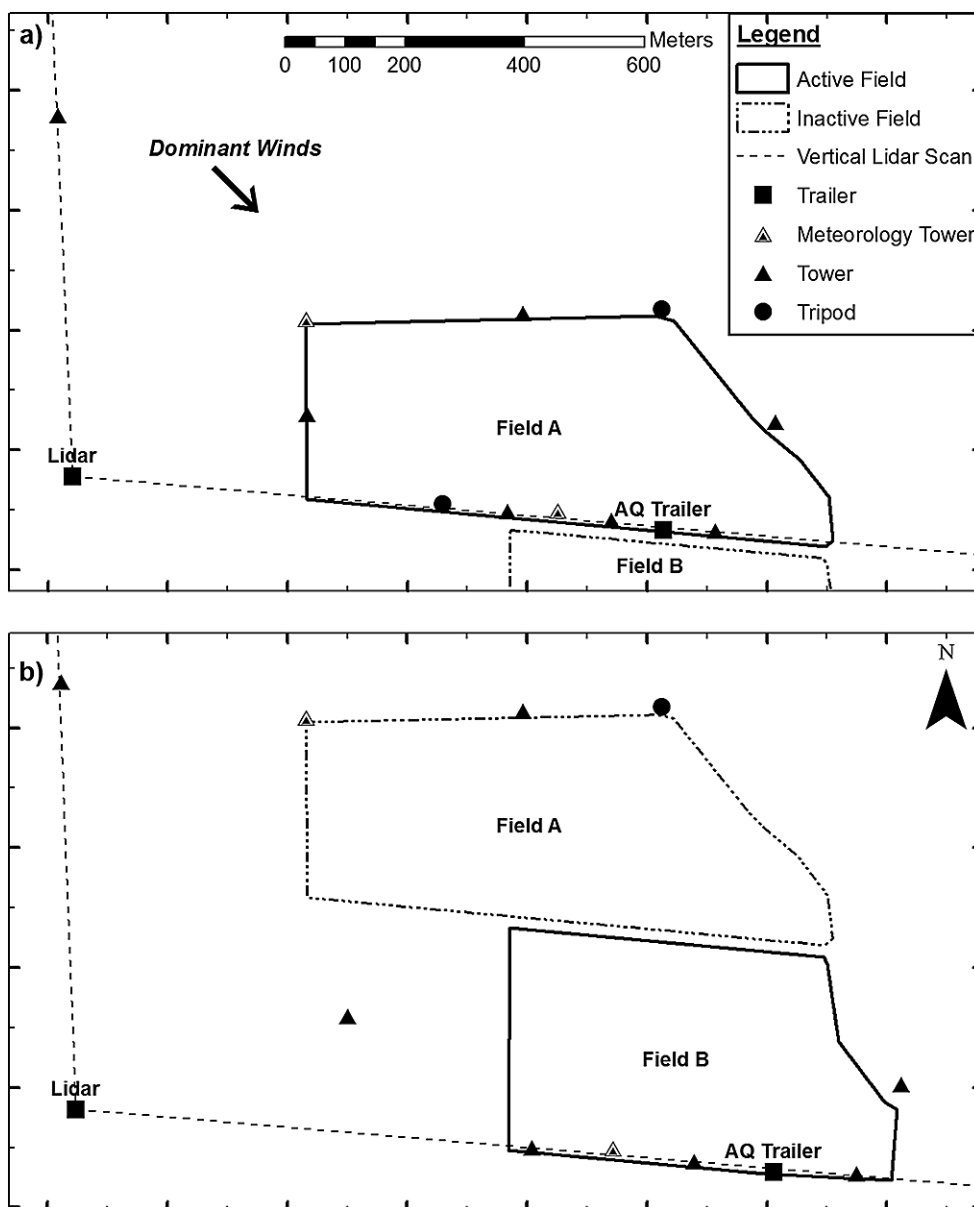 a)
Meters
0 100 200 400 600
Dominant Winds
Legend
Active Field
Inactive Field
Vertical Lidar Scan
Trailer
Meteorology Tower
Tower
Tripod
Field A
Lidar
AQ Trailer
Field B
b)
N
Field A
Field B
Lidar
AQ Trailer